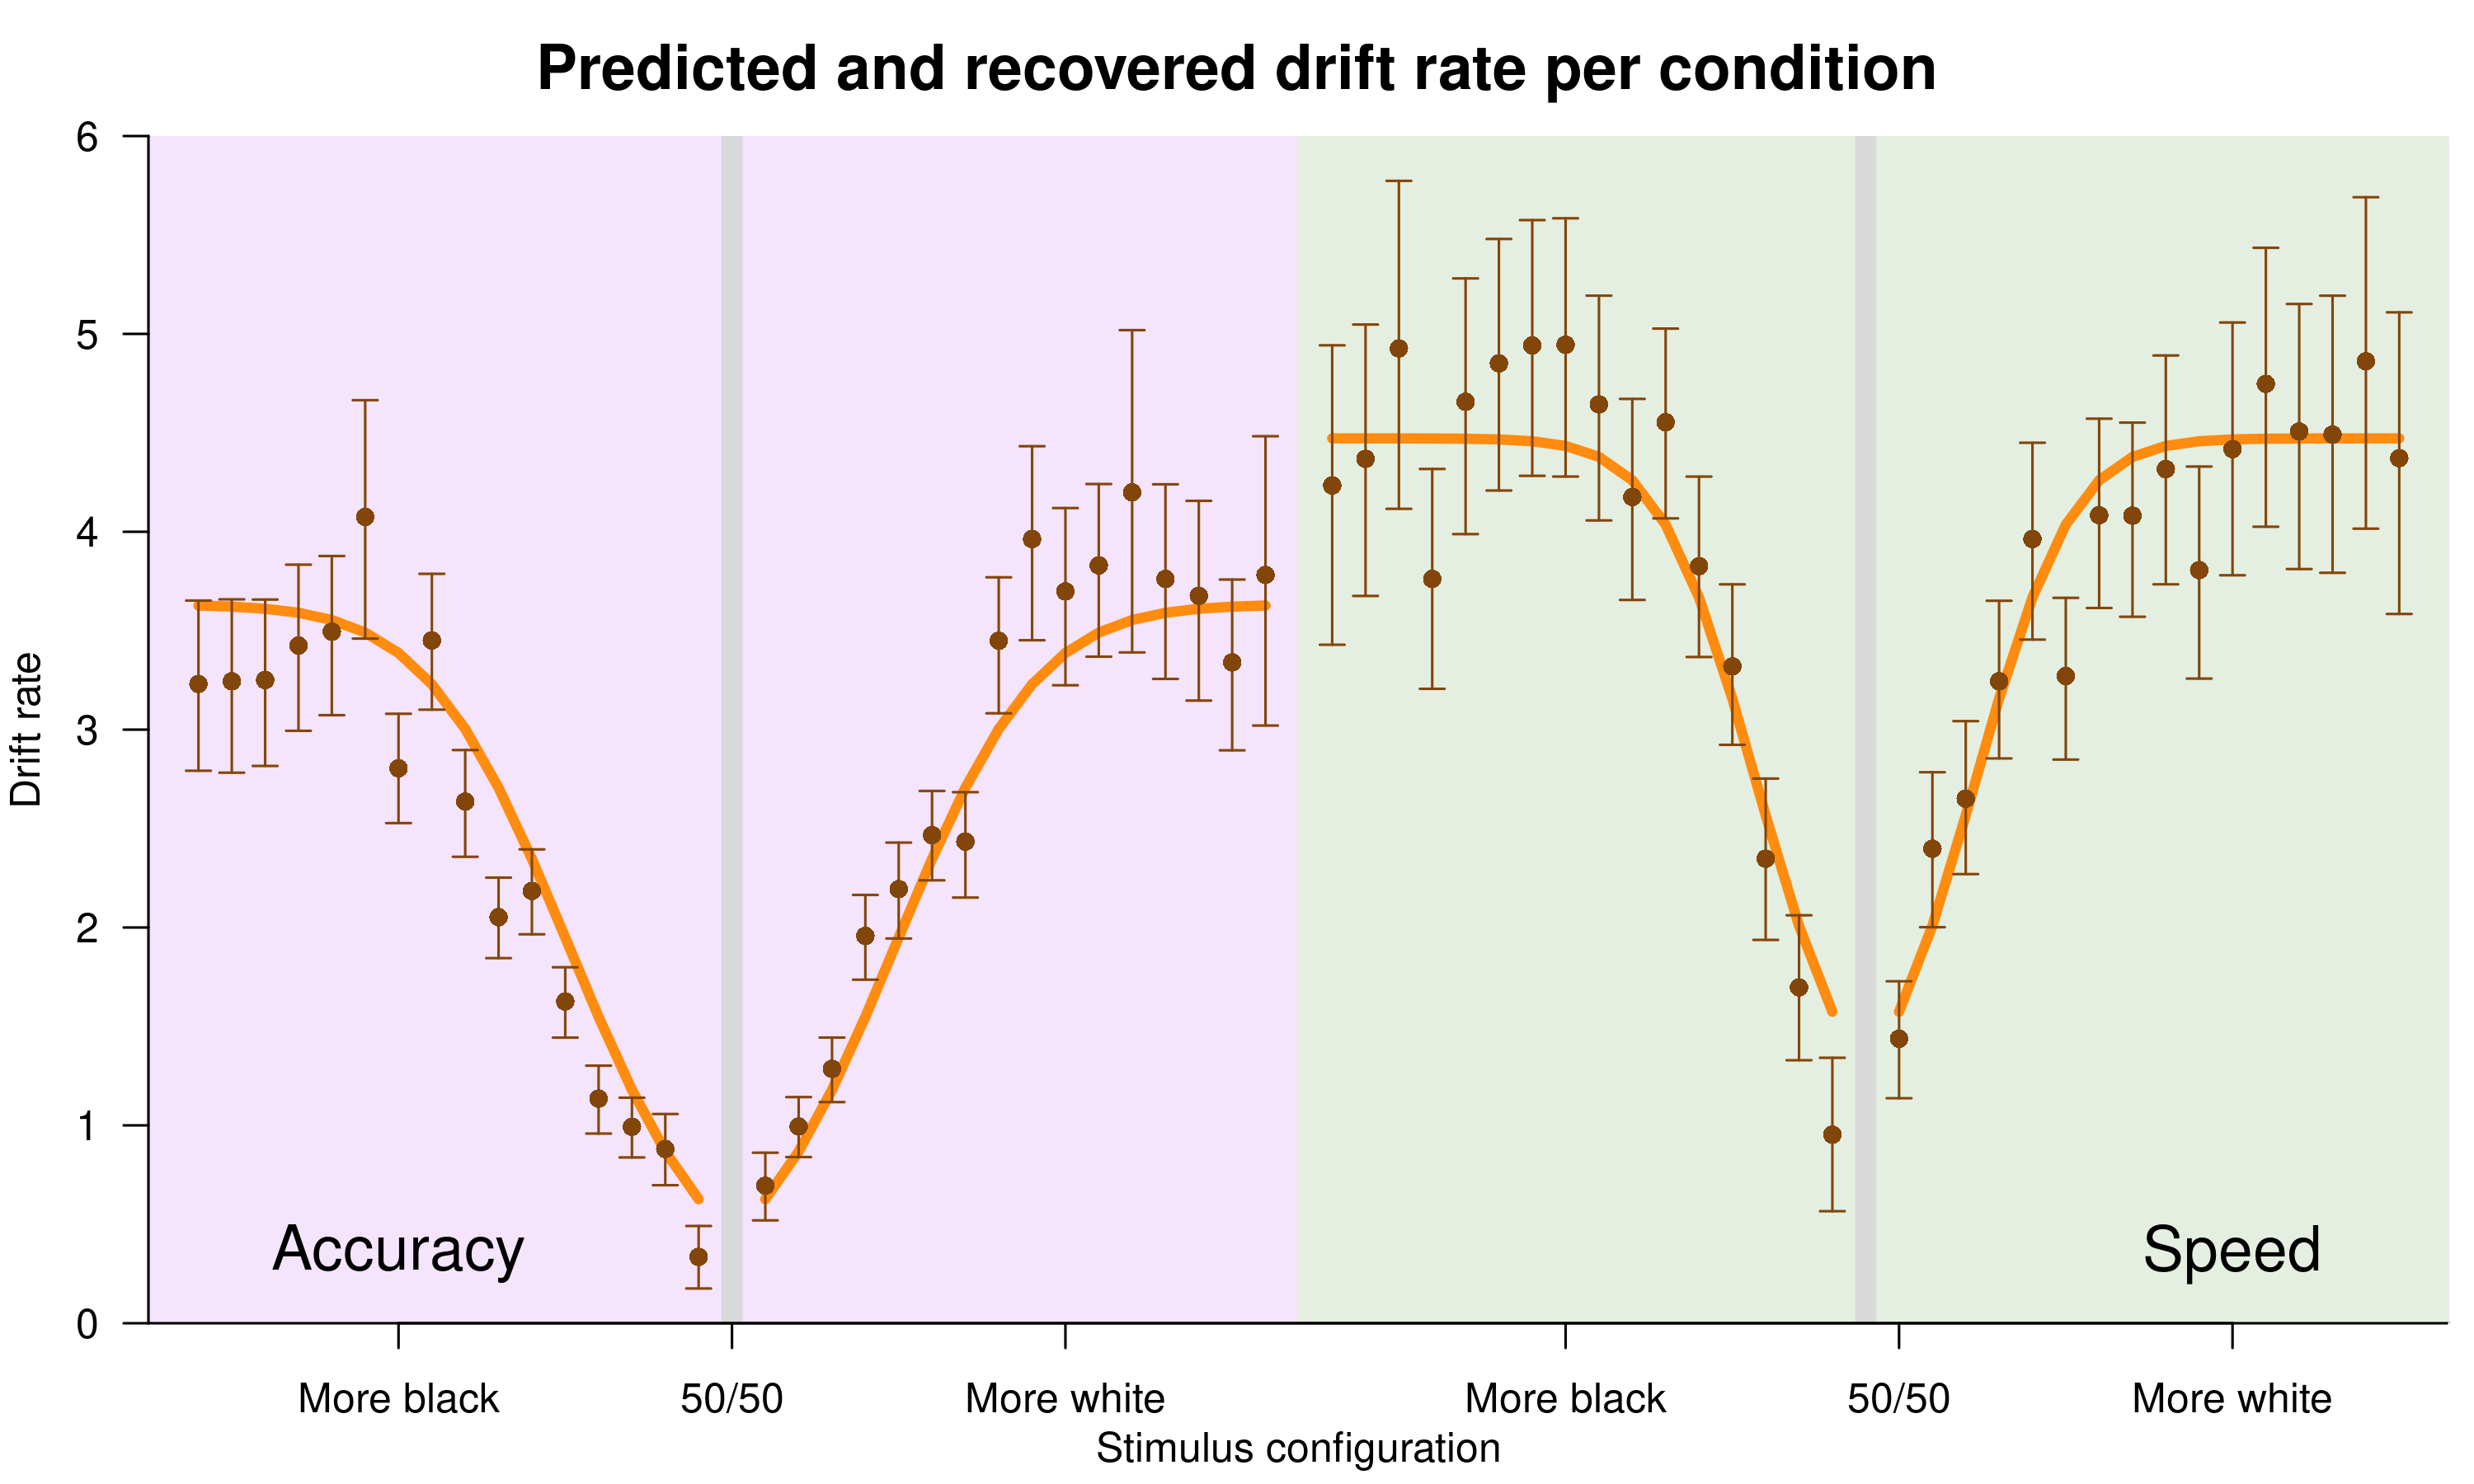 Predicted and recovered drift rate per condition
6
5
4
3
2
1
0
Drift rate
Accuracy
Speed
More black
50/50
More white
More black
50/50
More white
Stimulus configuration